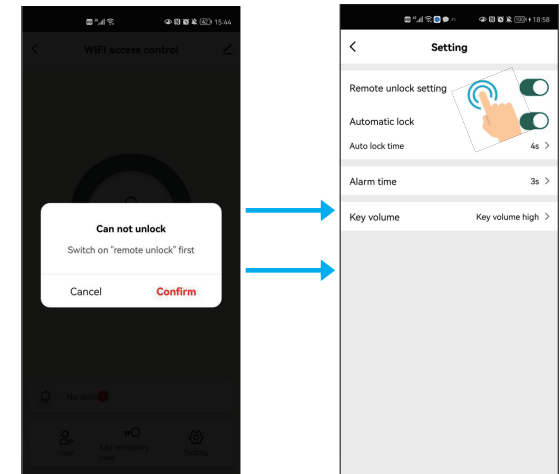 15:44
WIFI access control
Can not unlock
Switch on "remote unlock" first
Cancel
Confirm
No data
User
Add temporary
code
Setting
100 18:58
Setting
Remote unlock setting
Automatic lock
Auto lock time
4s
Alarm time
3s
Key volume
Key volume high